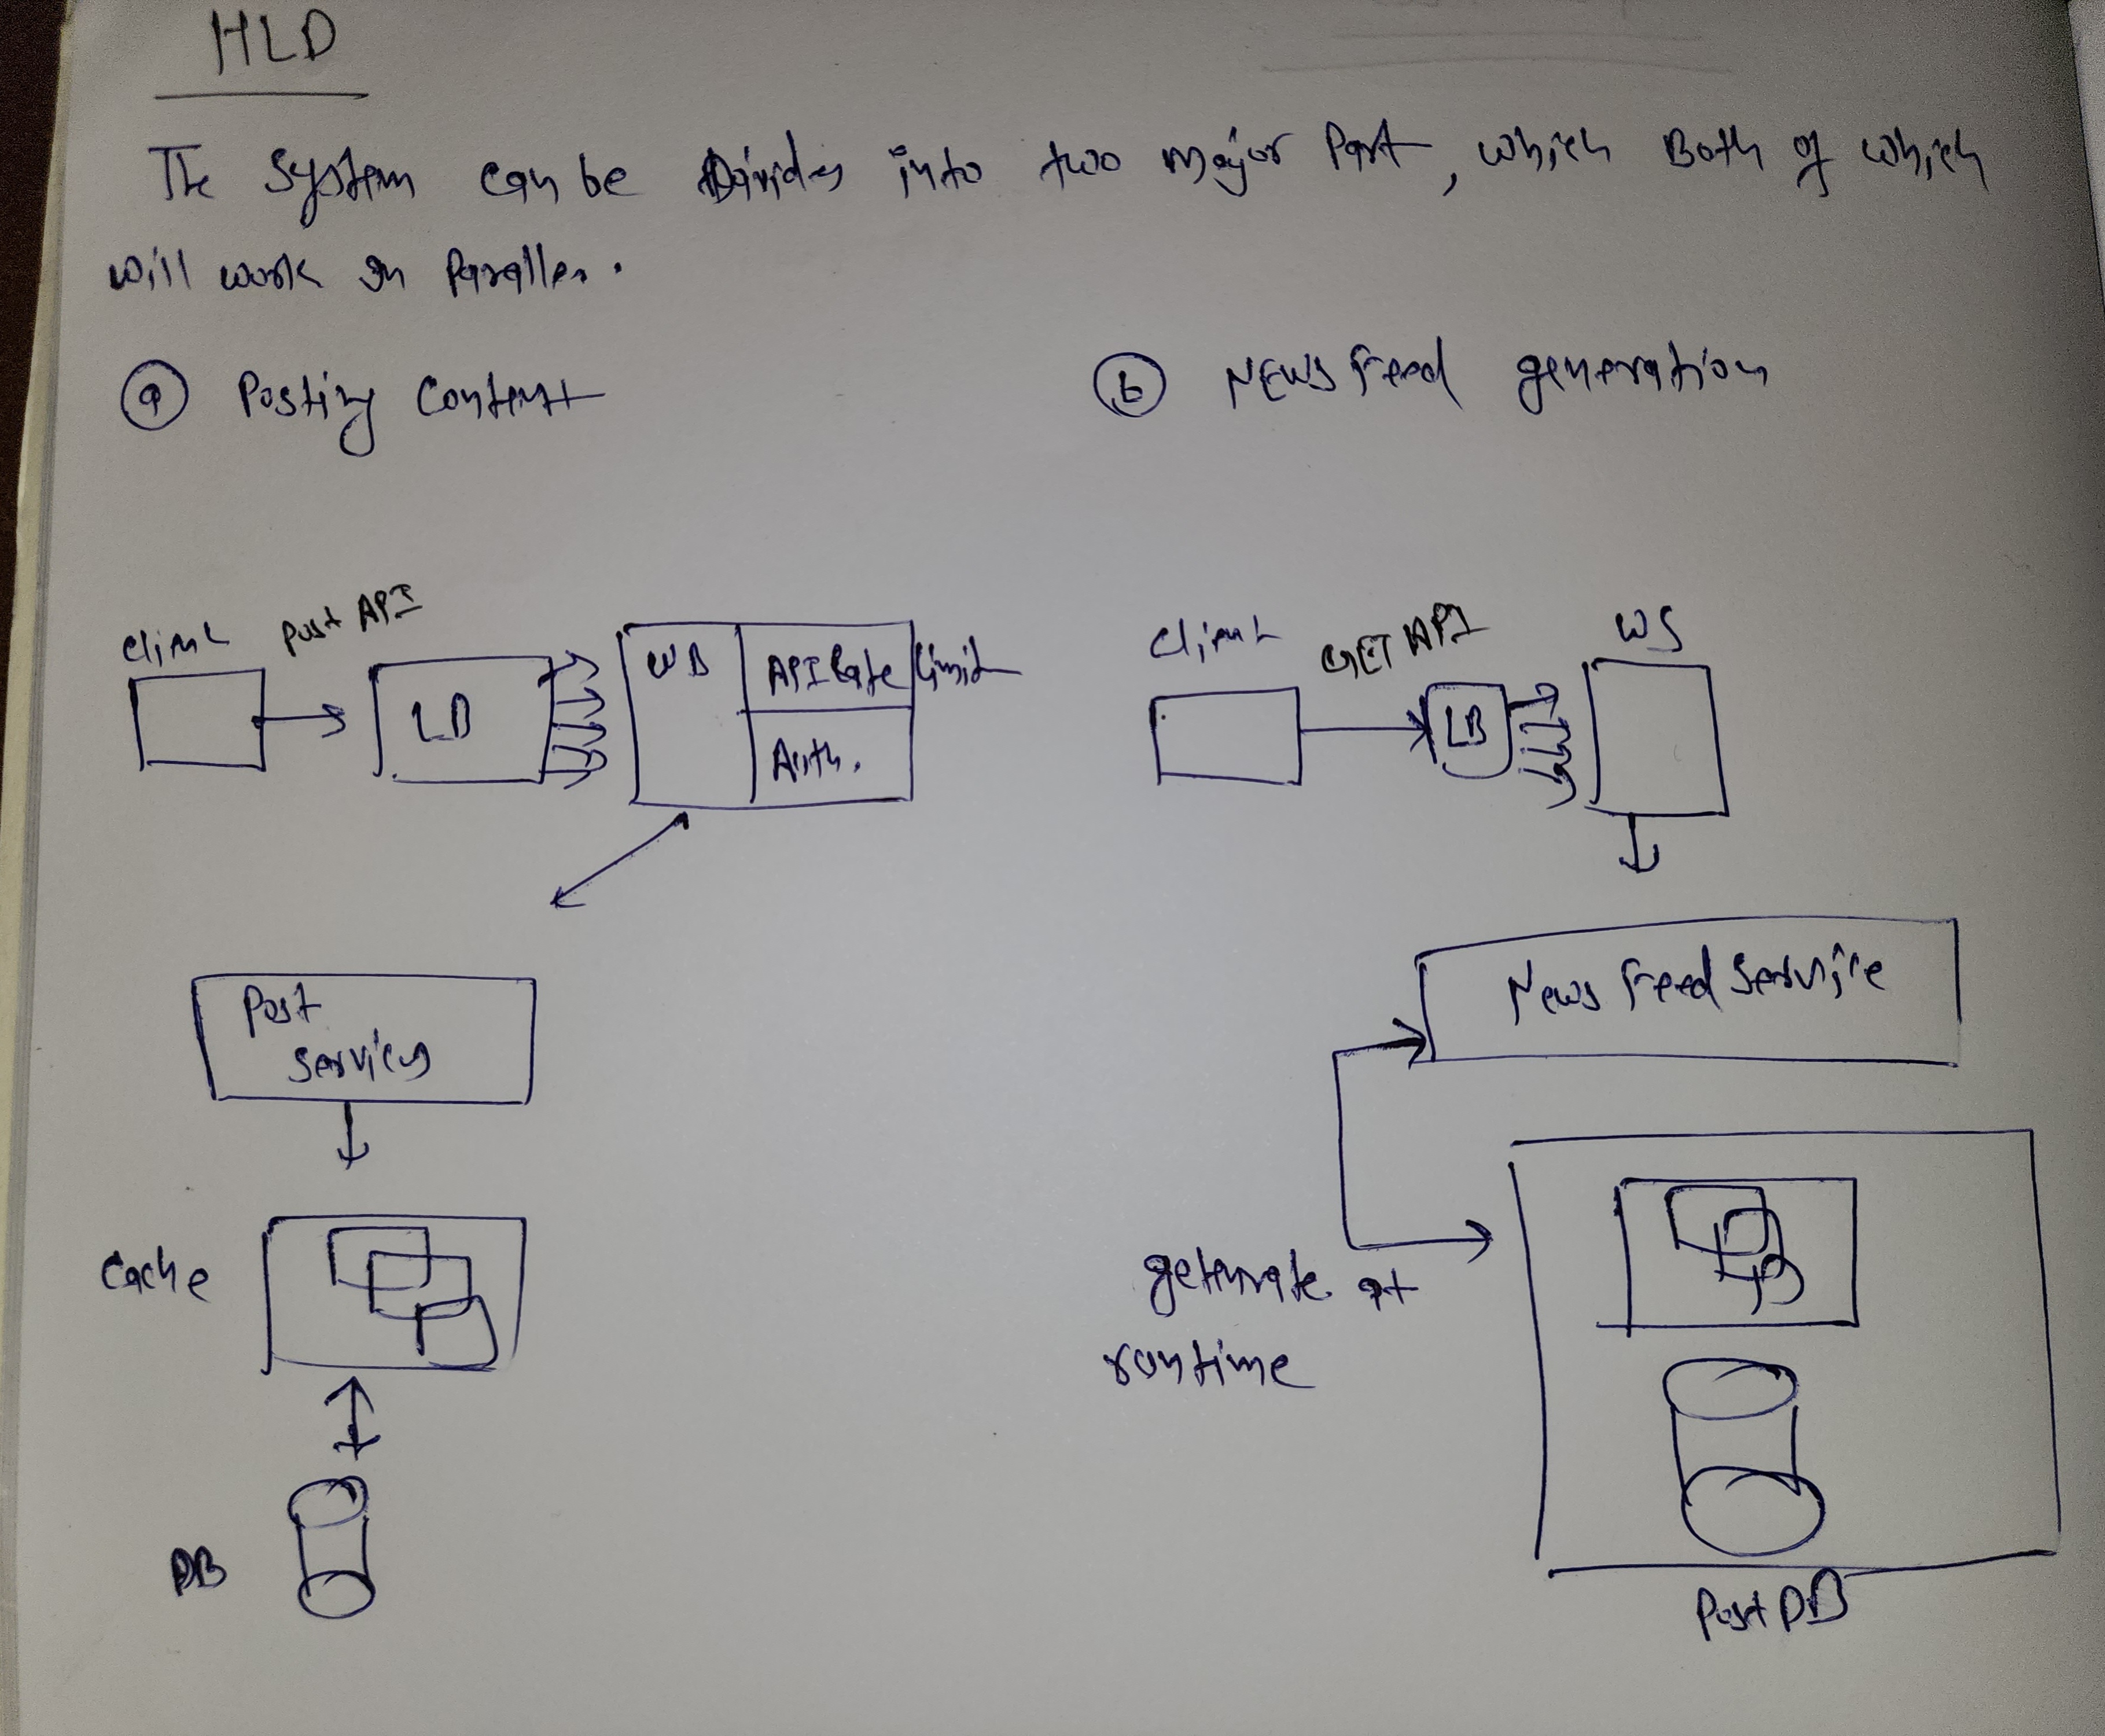 HLD
The system can be Divides into two major Part, which Both of which
will work in Parallel.
a Posting Content
b NEWS Feed generation
Client Post API
LB
WB API Rate limit
Auth.
Client GET API WS
LB
Post
Services
News Feed Service
Cache
generate at
runtime
DB
Post DB